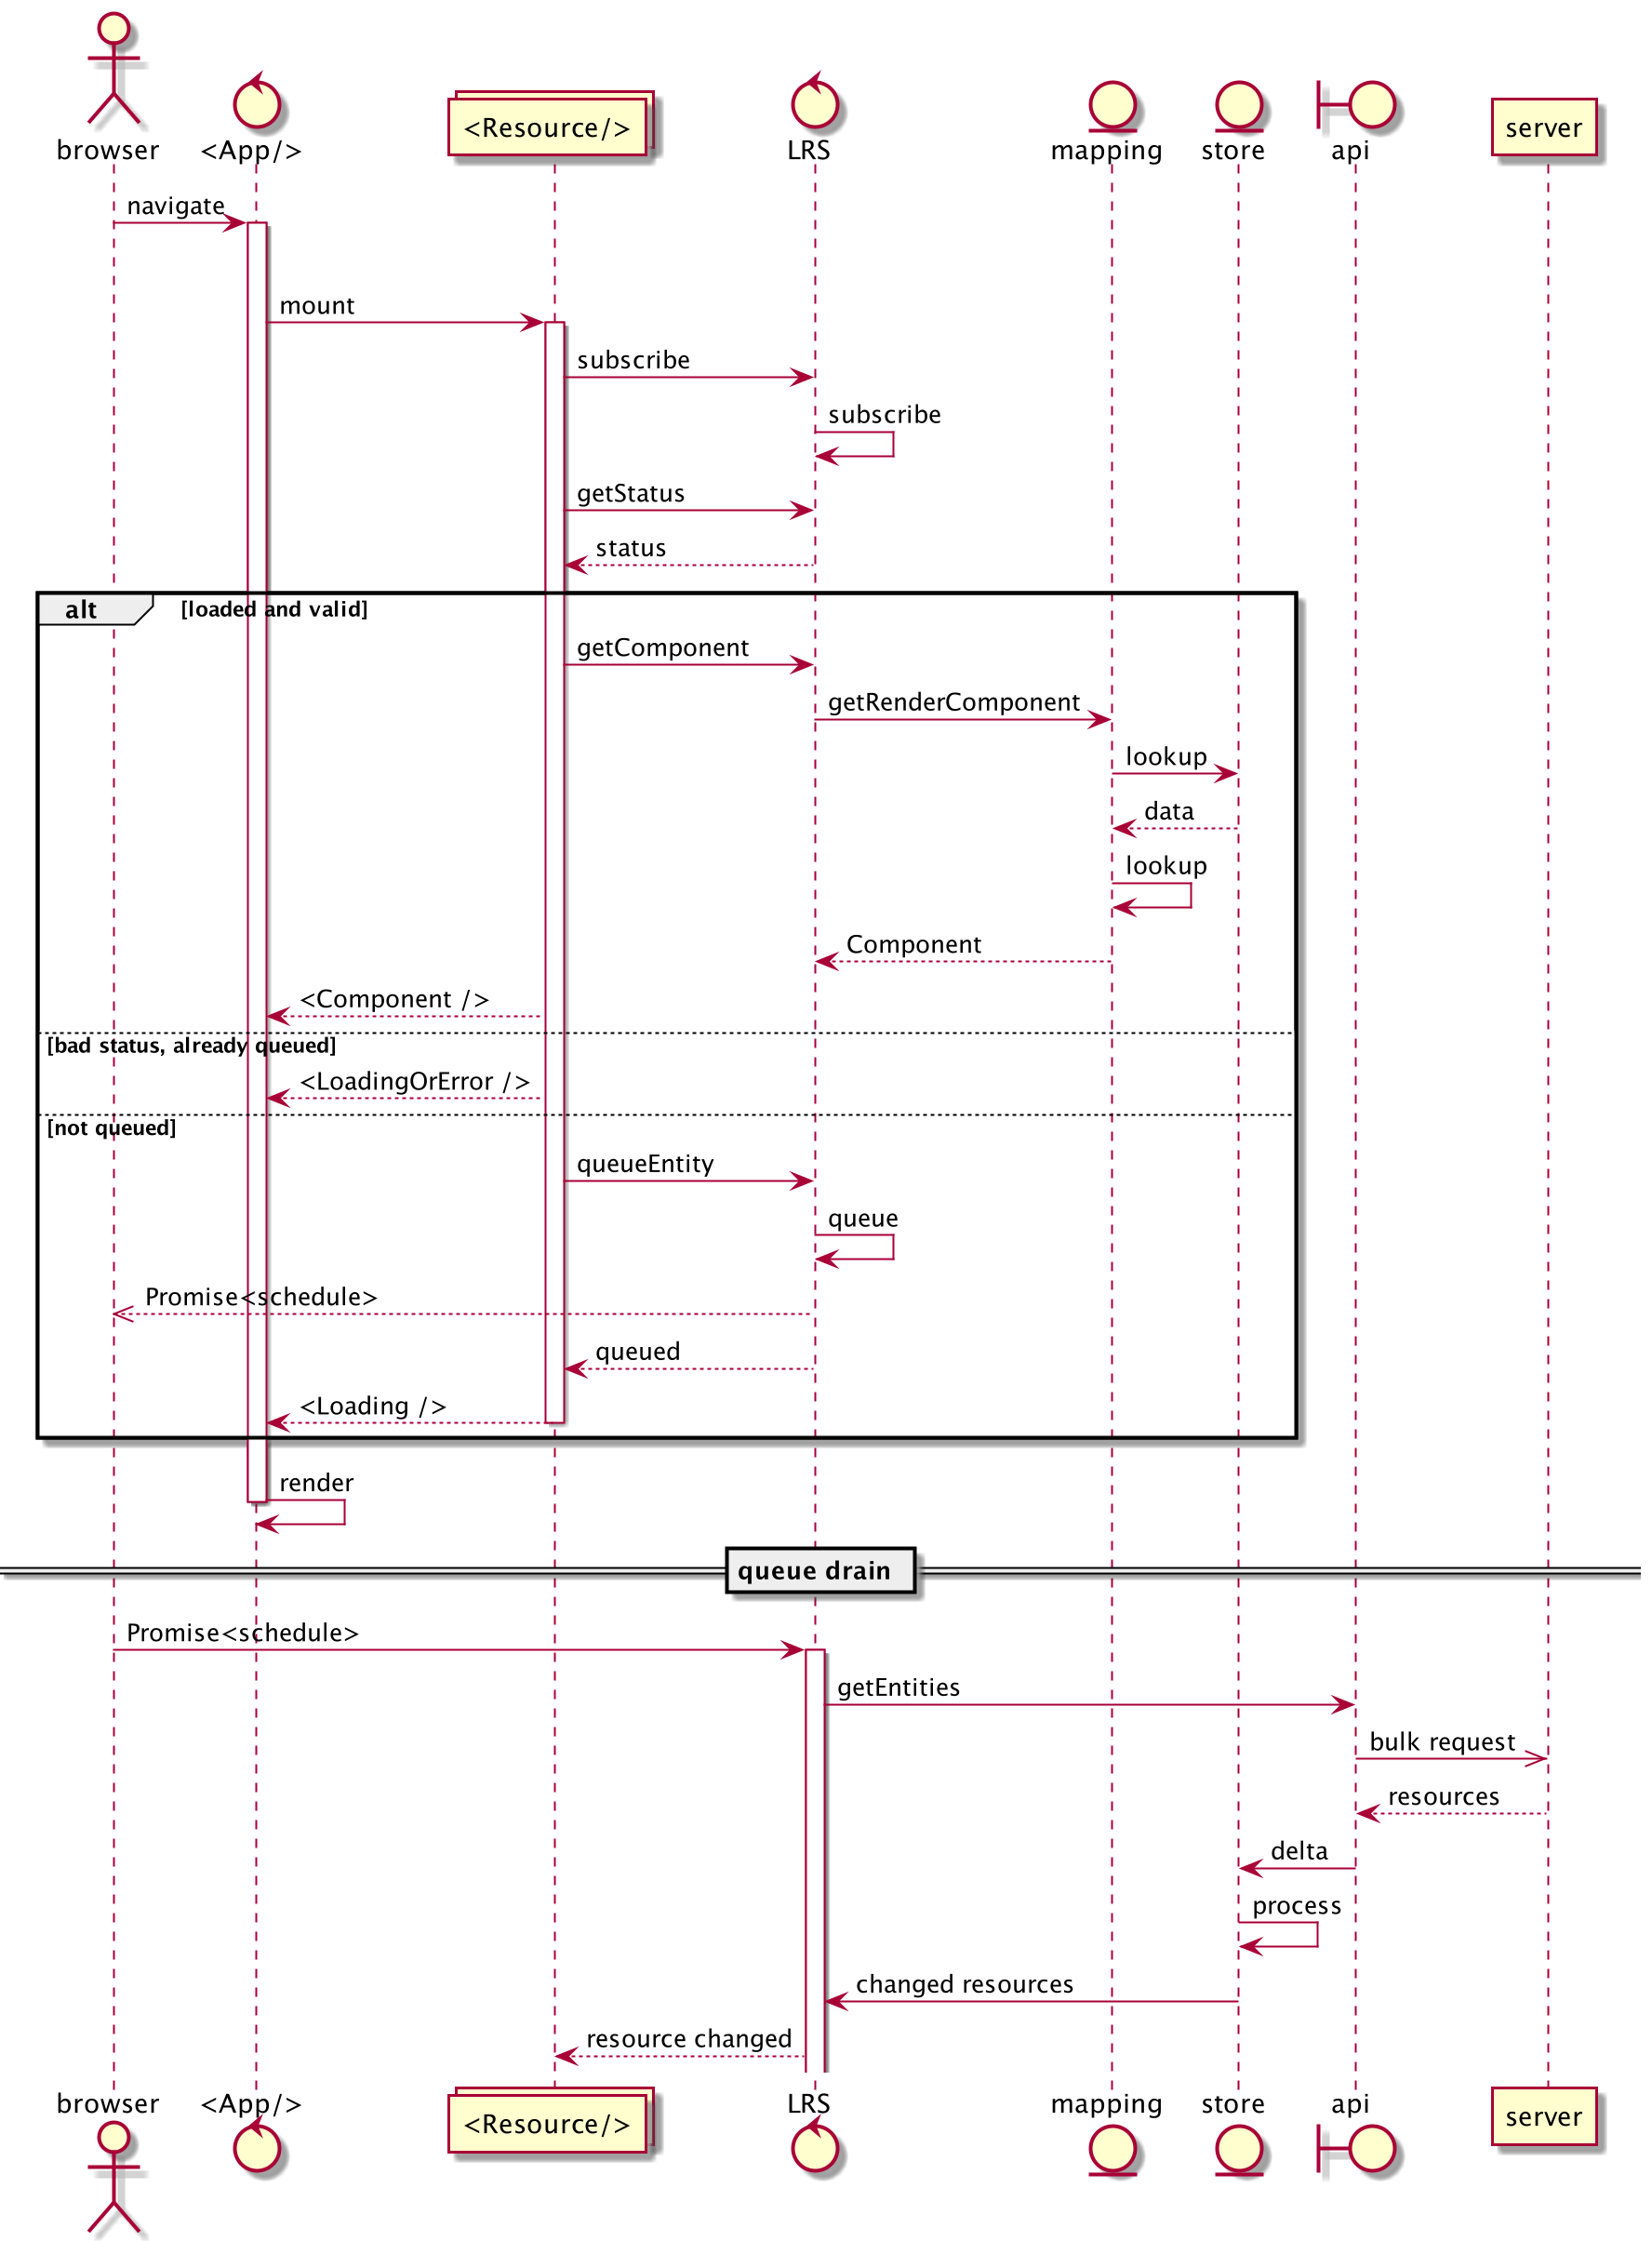 browser
<App/>
<Resource/>
LRS
mapping
store
api
server
navigate
mount
subscribe
subscribe
getStatus
status
alt
[loaded and valid]
getComponent
getRenderComponent
lookup
data
lookup
Component
<Component />
[bad status, already queued]
<LoadingOrError />
[not queued]
queueEntity
queue
Promise<schedule>
queued
<Loading />
render
queue drain
Promise<schedule>
getEntities
bulk request
resources
delta
process
changed resources
resource changed
browser
<App/>
<Resource/>
LRS
mapping
store
api
server